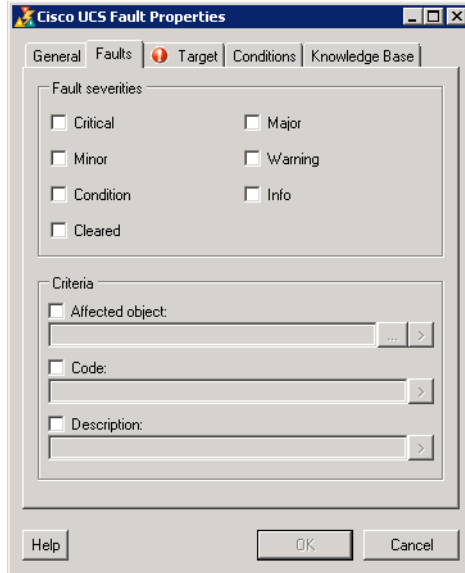 Cisco UCS Fault Properties
General Faults Target Conditions Knowledge Base
Fault severities
Critical Major
Minor Warning
Condition Info
Cleared
Criteria
Affected object:
... >
Code:
>
Description:
>
Help OK Cancel